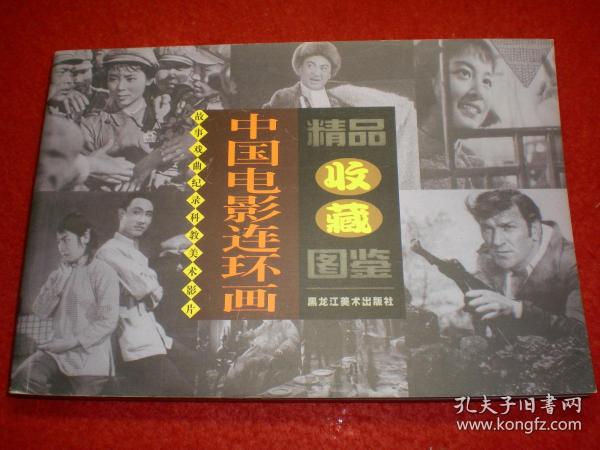 故事戏曲纪录科教美术影片
中国电影连环画
精品
收
藏
图鉴
黑龙江美术出版社
孔夫子旧书网
www.kongfz.com